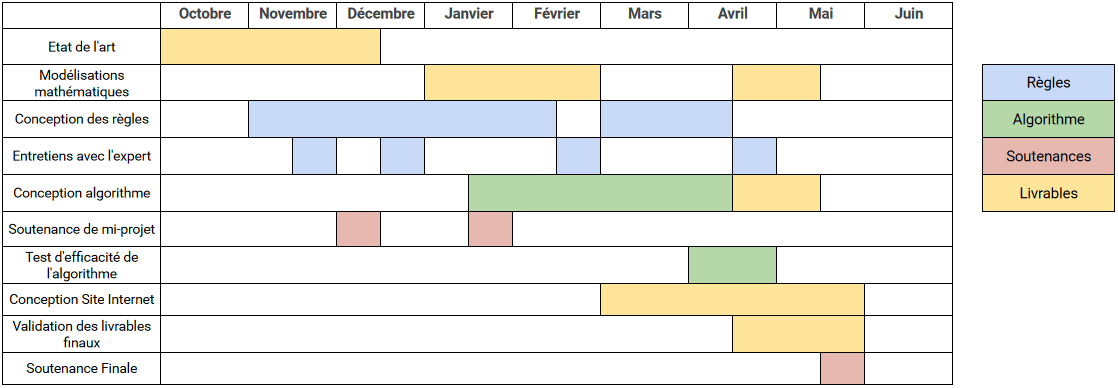 Octobre Novembre Décembre Janvier Février Mars Avril Mai Juin
Etat de l'art
Modélisations
mathématiques
Conception des règles
Entretiens avec l'expert
Conception algorithme
Soutenance de mi-projet
Test d'efficacité de
l'algorithme
Conception Site Internet
Validation des livrables
finaux
Soutenance Finale
Règles
Algorithme
Soutenances
Livrables